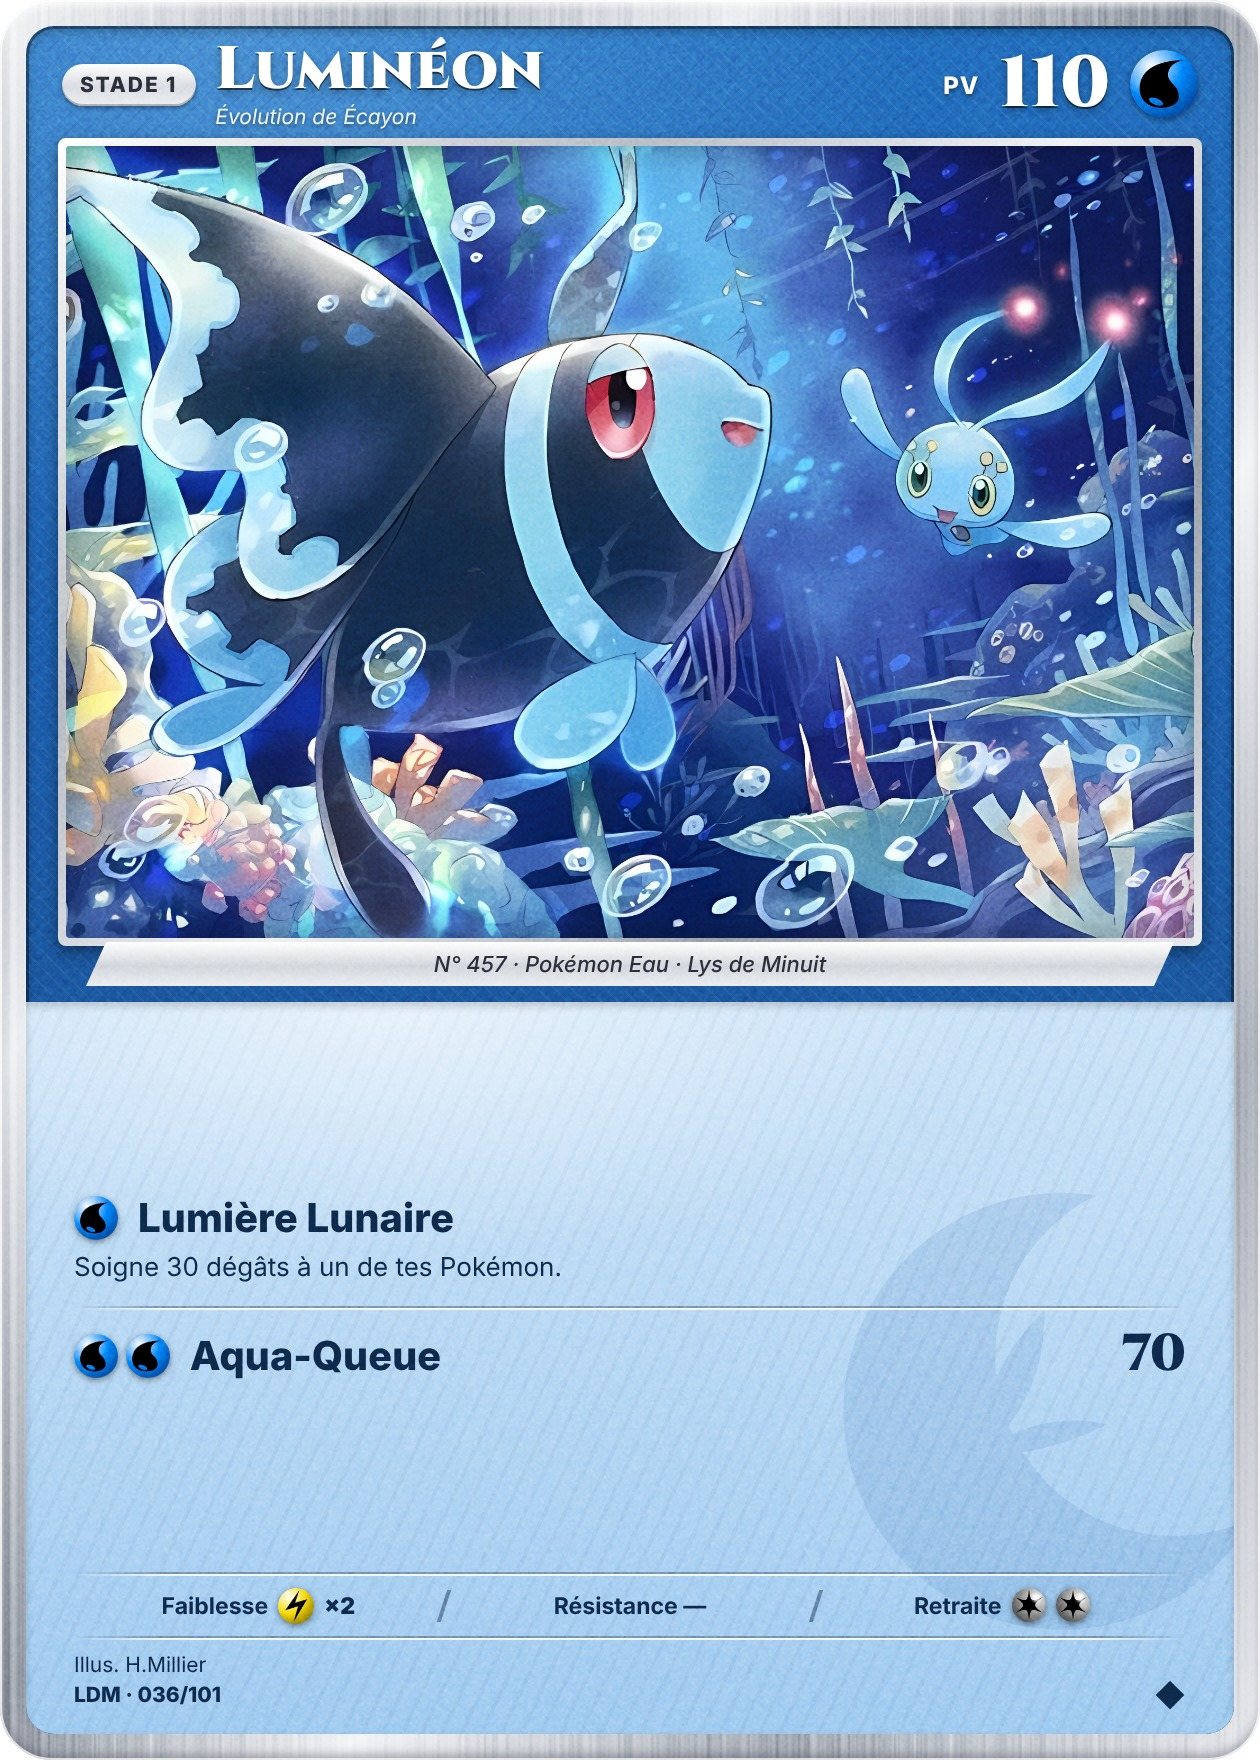 STADE 1
LUMINÉON
Évolution de Écayon
PV 110
N° 457 · Pokémon Eau · Lys de Minuit
Lumière Lunaire
Soigne 30 dégâts à un de tes Pokémon.
Aqua-Queue 70
Faiblesse ×2 / Résistance — / Retraite
Illus. H.Millier
LDM · 036/101